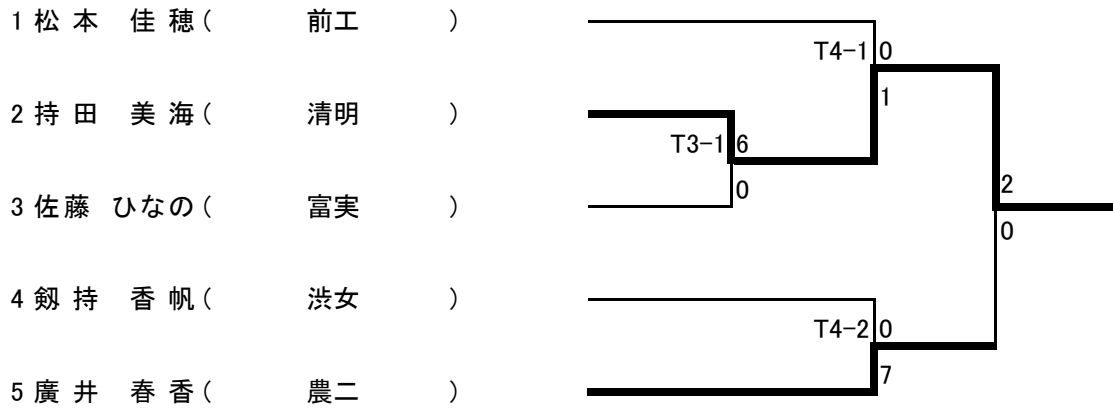 1 松本 佳穂( 前工 )
T4-1 0
1
2 持田 美海( 清明 )
T3-1 6
0
2
3 佐藤 ひなの( 富実 )
0
4 剱持 香帆( 渋女 )
T4-2 0
7
5 廣井 春香( 農二 )